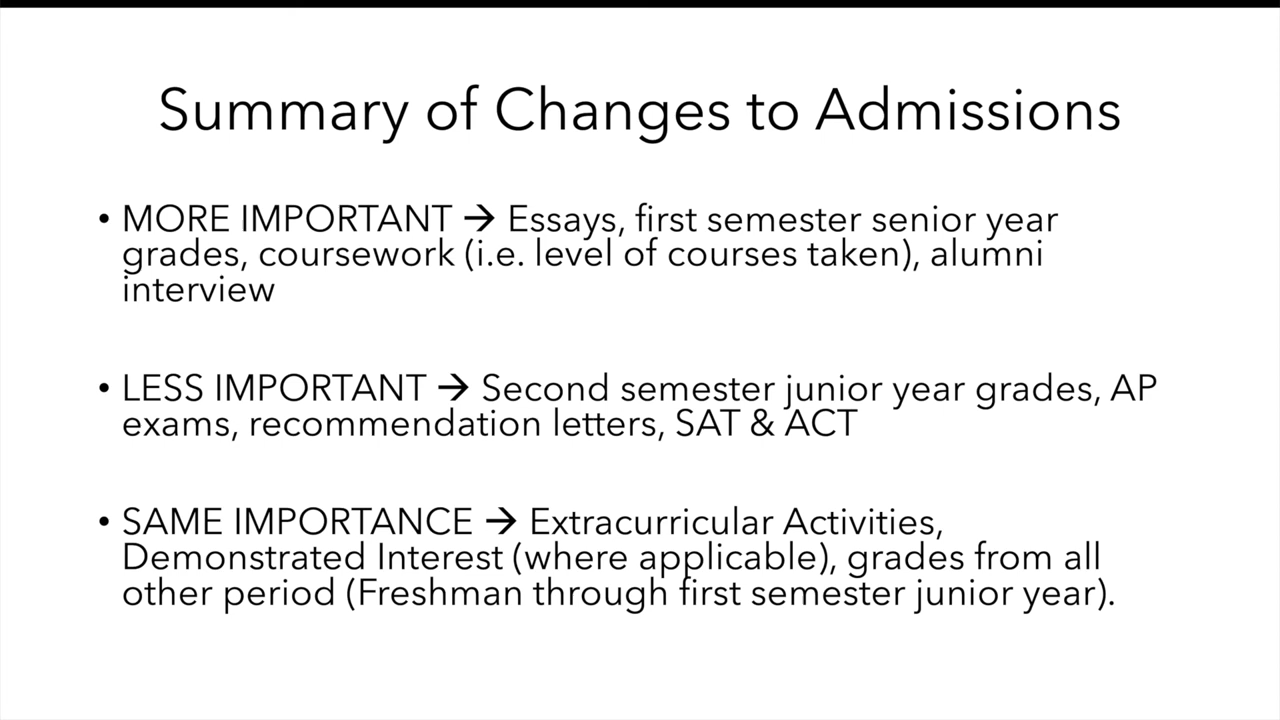 Summary of Changes to Admissions
• MORE IMPORTANT → Essays, first semester senior year
grades, coursework (i.e. level of courses taken), alumni
interview
• LESS IMPORTANT → Second semester junior year grades, AP
exams, recommendation letters, SAT & ACT
• SAME IMPORTANCE → Extracurricular Activities,
Demonstrated Interest (where applicable), grades from all
other period (Freshman through first semester junior year).